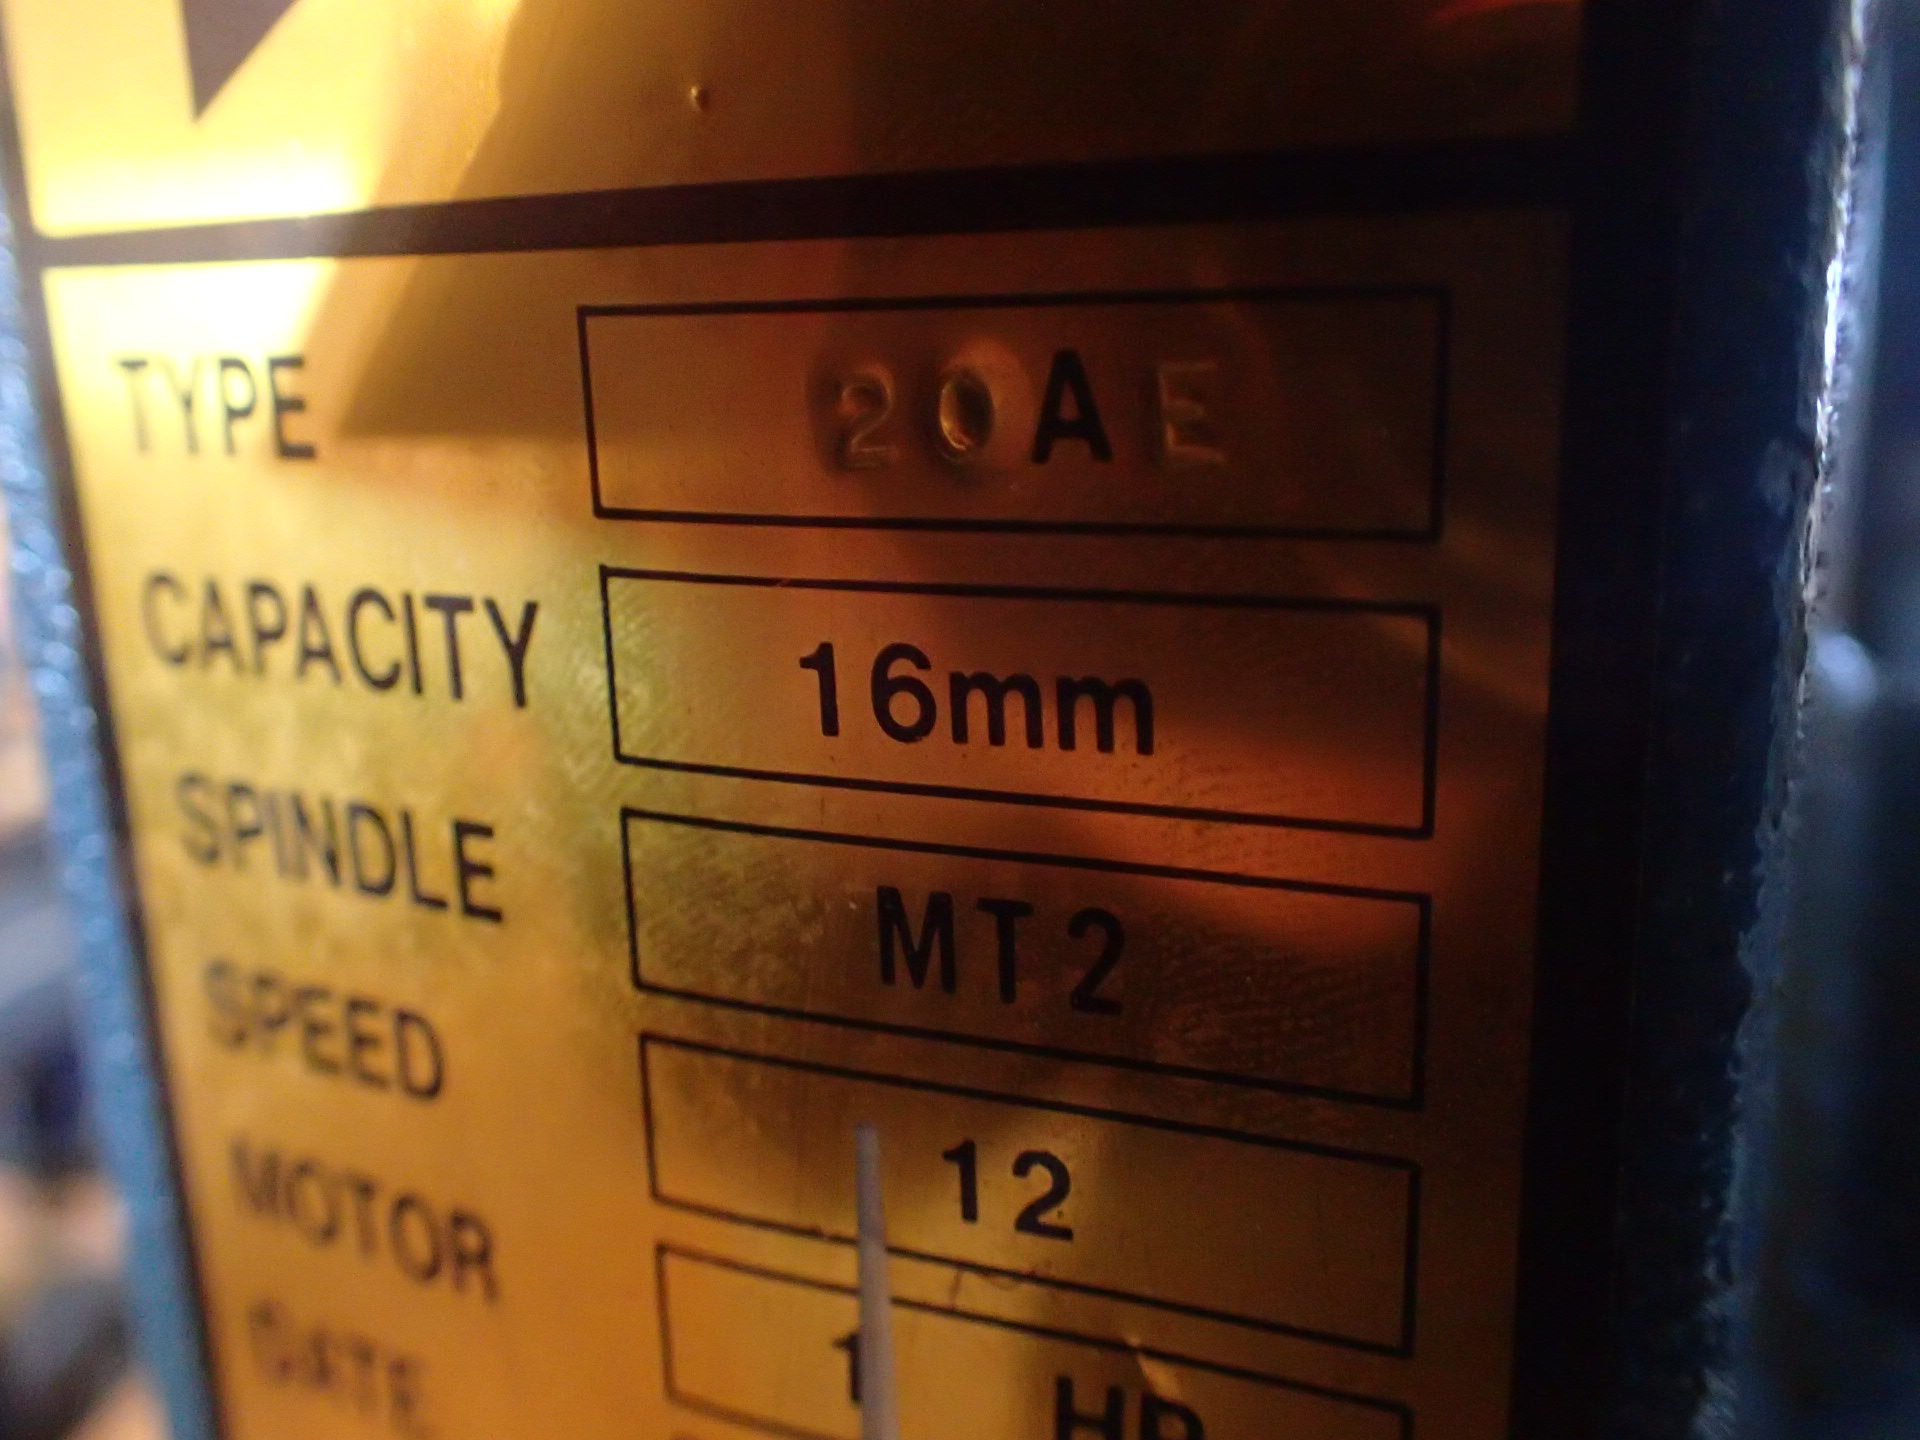 TYPE 20AE
CAPACITY 16mm
SPINDLE MT2
SPEED 12
MOTOR HP